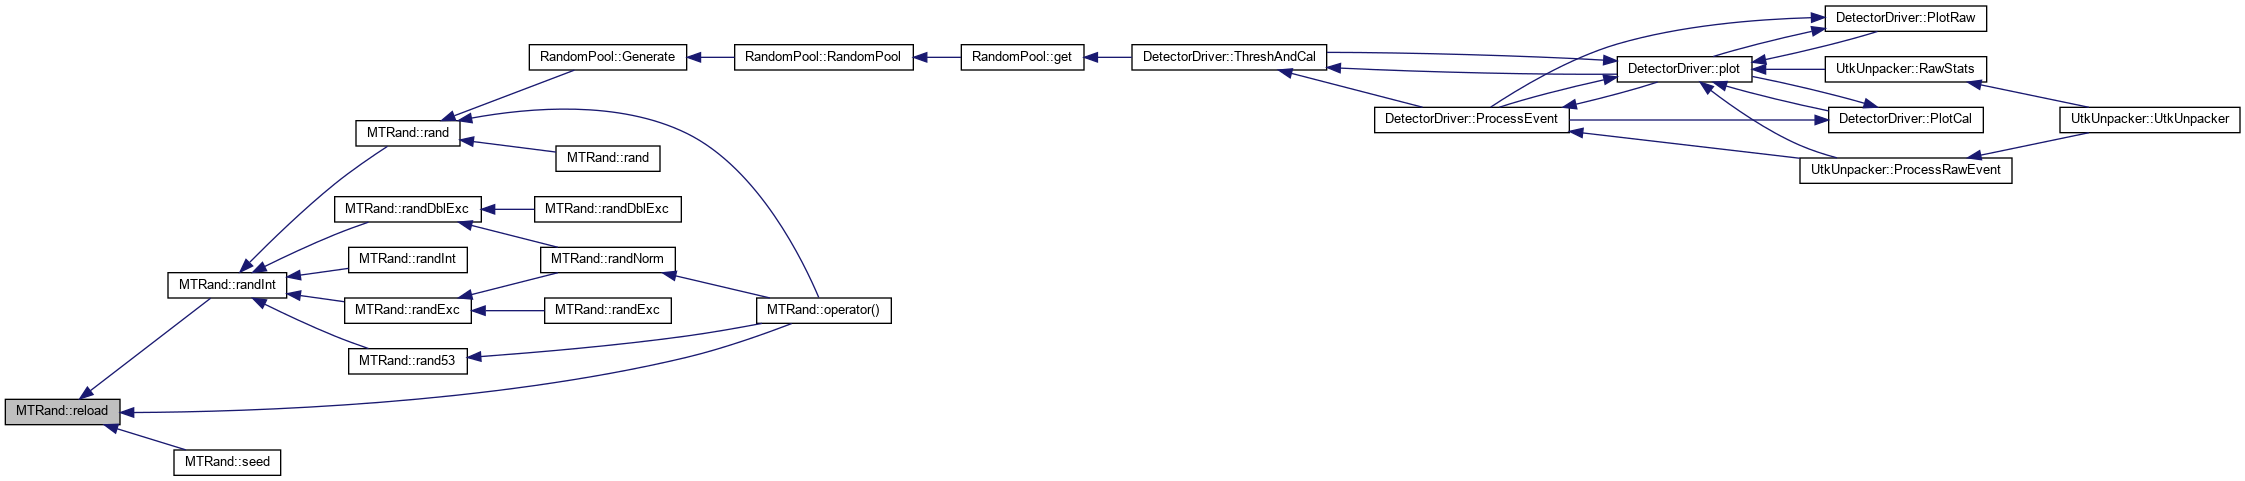 DetectorDriver::PlotRaw
RandomPool::Generate
RandomPool::RandomPool
RandomPool::get
DetectorDriver::ThreshAndCal
DetectorDriver::plot
UtkUnpacker::RawStats
DetectorDriver::ProcessEvent
DetectorDriver::PlotCal
UtkUnpacker::UtkUnpacker
MTRand::rand
MTRand::rand
UtkUnpacker::ProcessRawEvent
MTRand::randDblExc
MTRand::randDblExc
MTRand::randInt
MTRand::randNorm
MTRand::randInt
MTRand::randExc
MTRand::randExc
MTRand::operator()
MTRand::rand53
MTRand::reload
MTRand::seed